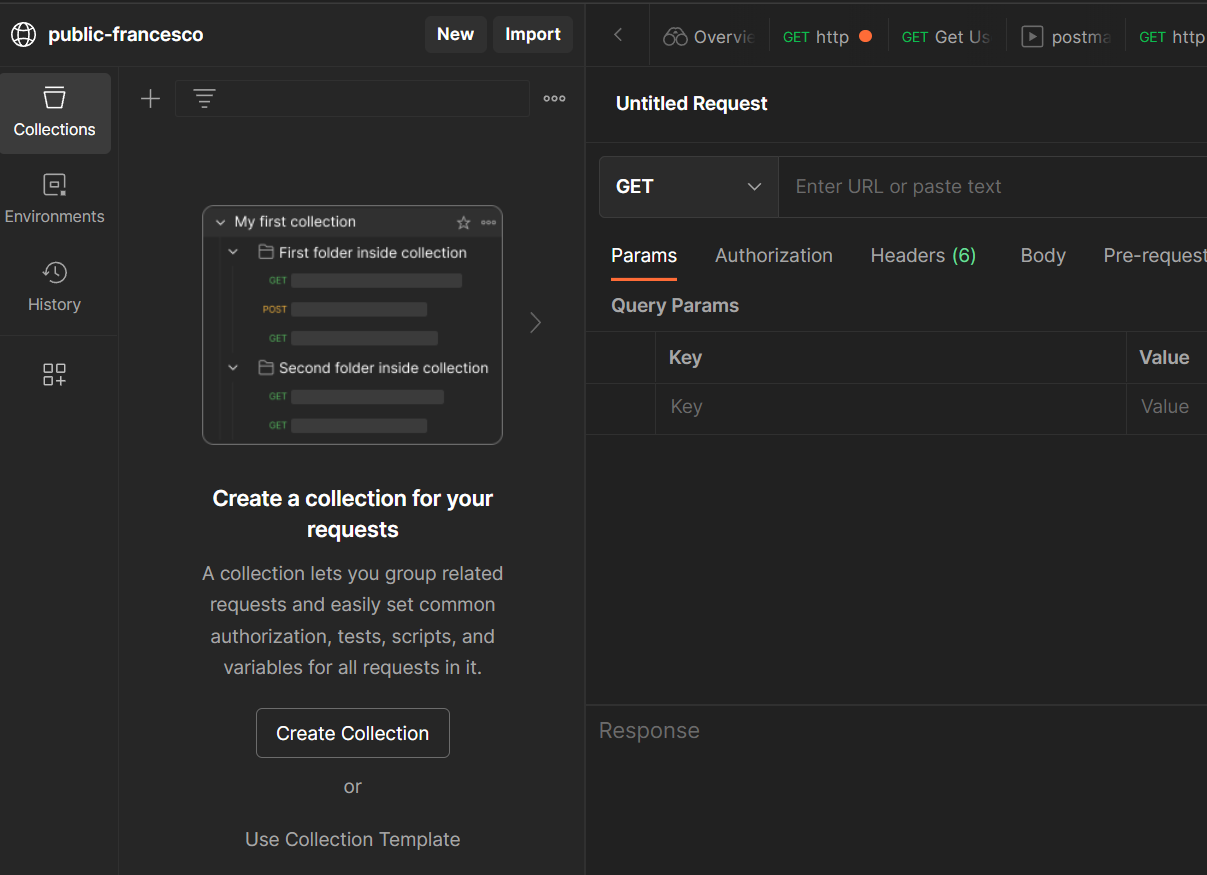 public-francesco
New
Import
Overvie
GET http
GET Get Us
postma
GET http
Collections
Environments
History
My first collection
First folder inside collection
GET
POST
GET
Second folder inside collection
GET
GET
Create a collection for your
requests
A collection lets you group related
requests and easily set common
authorization, tests, scripts, and
variables for all requests in it.
Create Collection
or
Use Collection Template
Untitled Request
GET
Enter URL or paste text
Params
Authorization
Headers (6)
Body
Pre-request
Query Params
Key
Value
Key
Value
Response